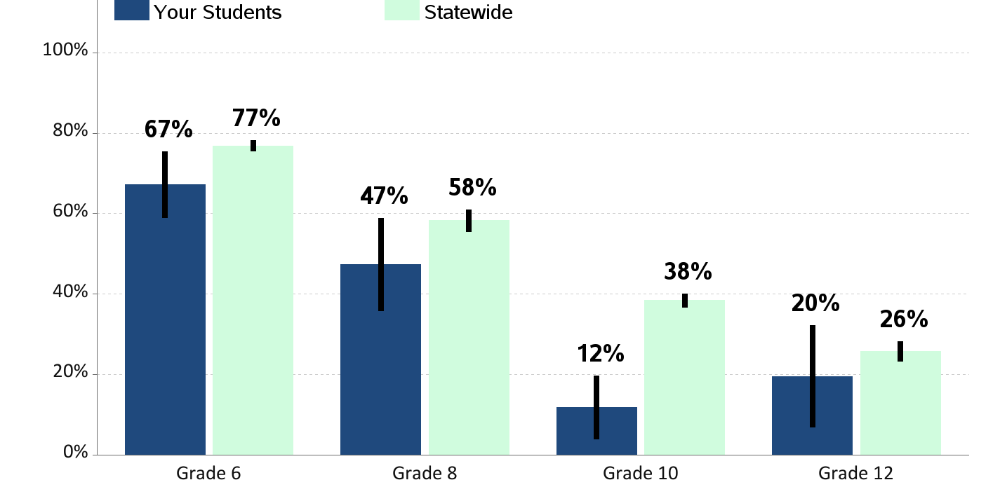 Your Students
Statewide
100%
80%
60%
40%
20%
0%
67%
77%
47%
58%
12%
38%
20%
26%
Grade 6
Grade 8
Grade 10
Grade 12